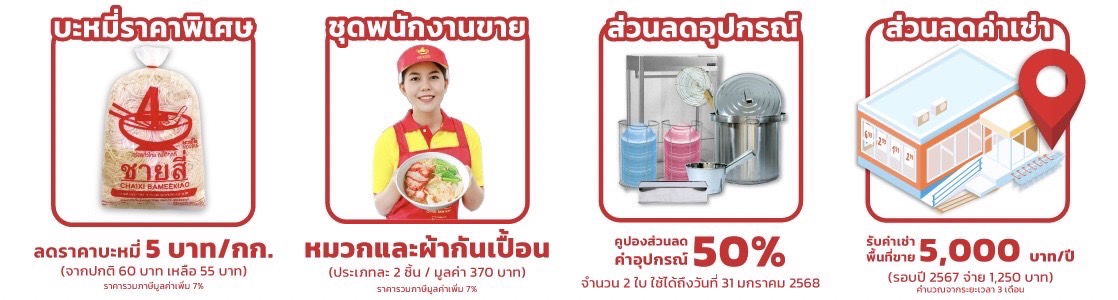 บะหมี่ราคาพิเศษ
ชายสี่
CHAIXI BAMEEKIAO
ลดราคาบะหมี่ 5 บาท/กก.
(จากปกติ 60 บาท เหลือ 55 บาท)
ราคารวมภาษีมูลค่าเพิ่ม 7%
ชุดพนักงานขาย
หมวกและผ้ากันเปื้อน
(ประเภทละ 2 ชิ้น / มูลค่า 370 บาท)
ราคารวมภาษีมูลค่าเพิ่ม 7%
ส่วนลดอุปกรณ์
คูปองส่วนลด
ค่าอุปกรณ์ 50%
จำนวน 2 ใบ ใช้ได้ถึงวันที่ 31 มกราคม 2568
ส่วนลดค่าเช่า
รับค่าเช่า
พื้นที่ขาย 5,000 บาท/ปี
(รอบปี 2567 จ่าย 1,250 บาท)
คำนวณจากระยะเวลา 3 เดือน